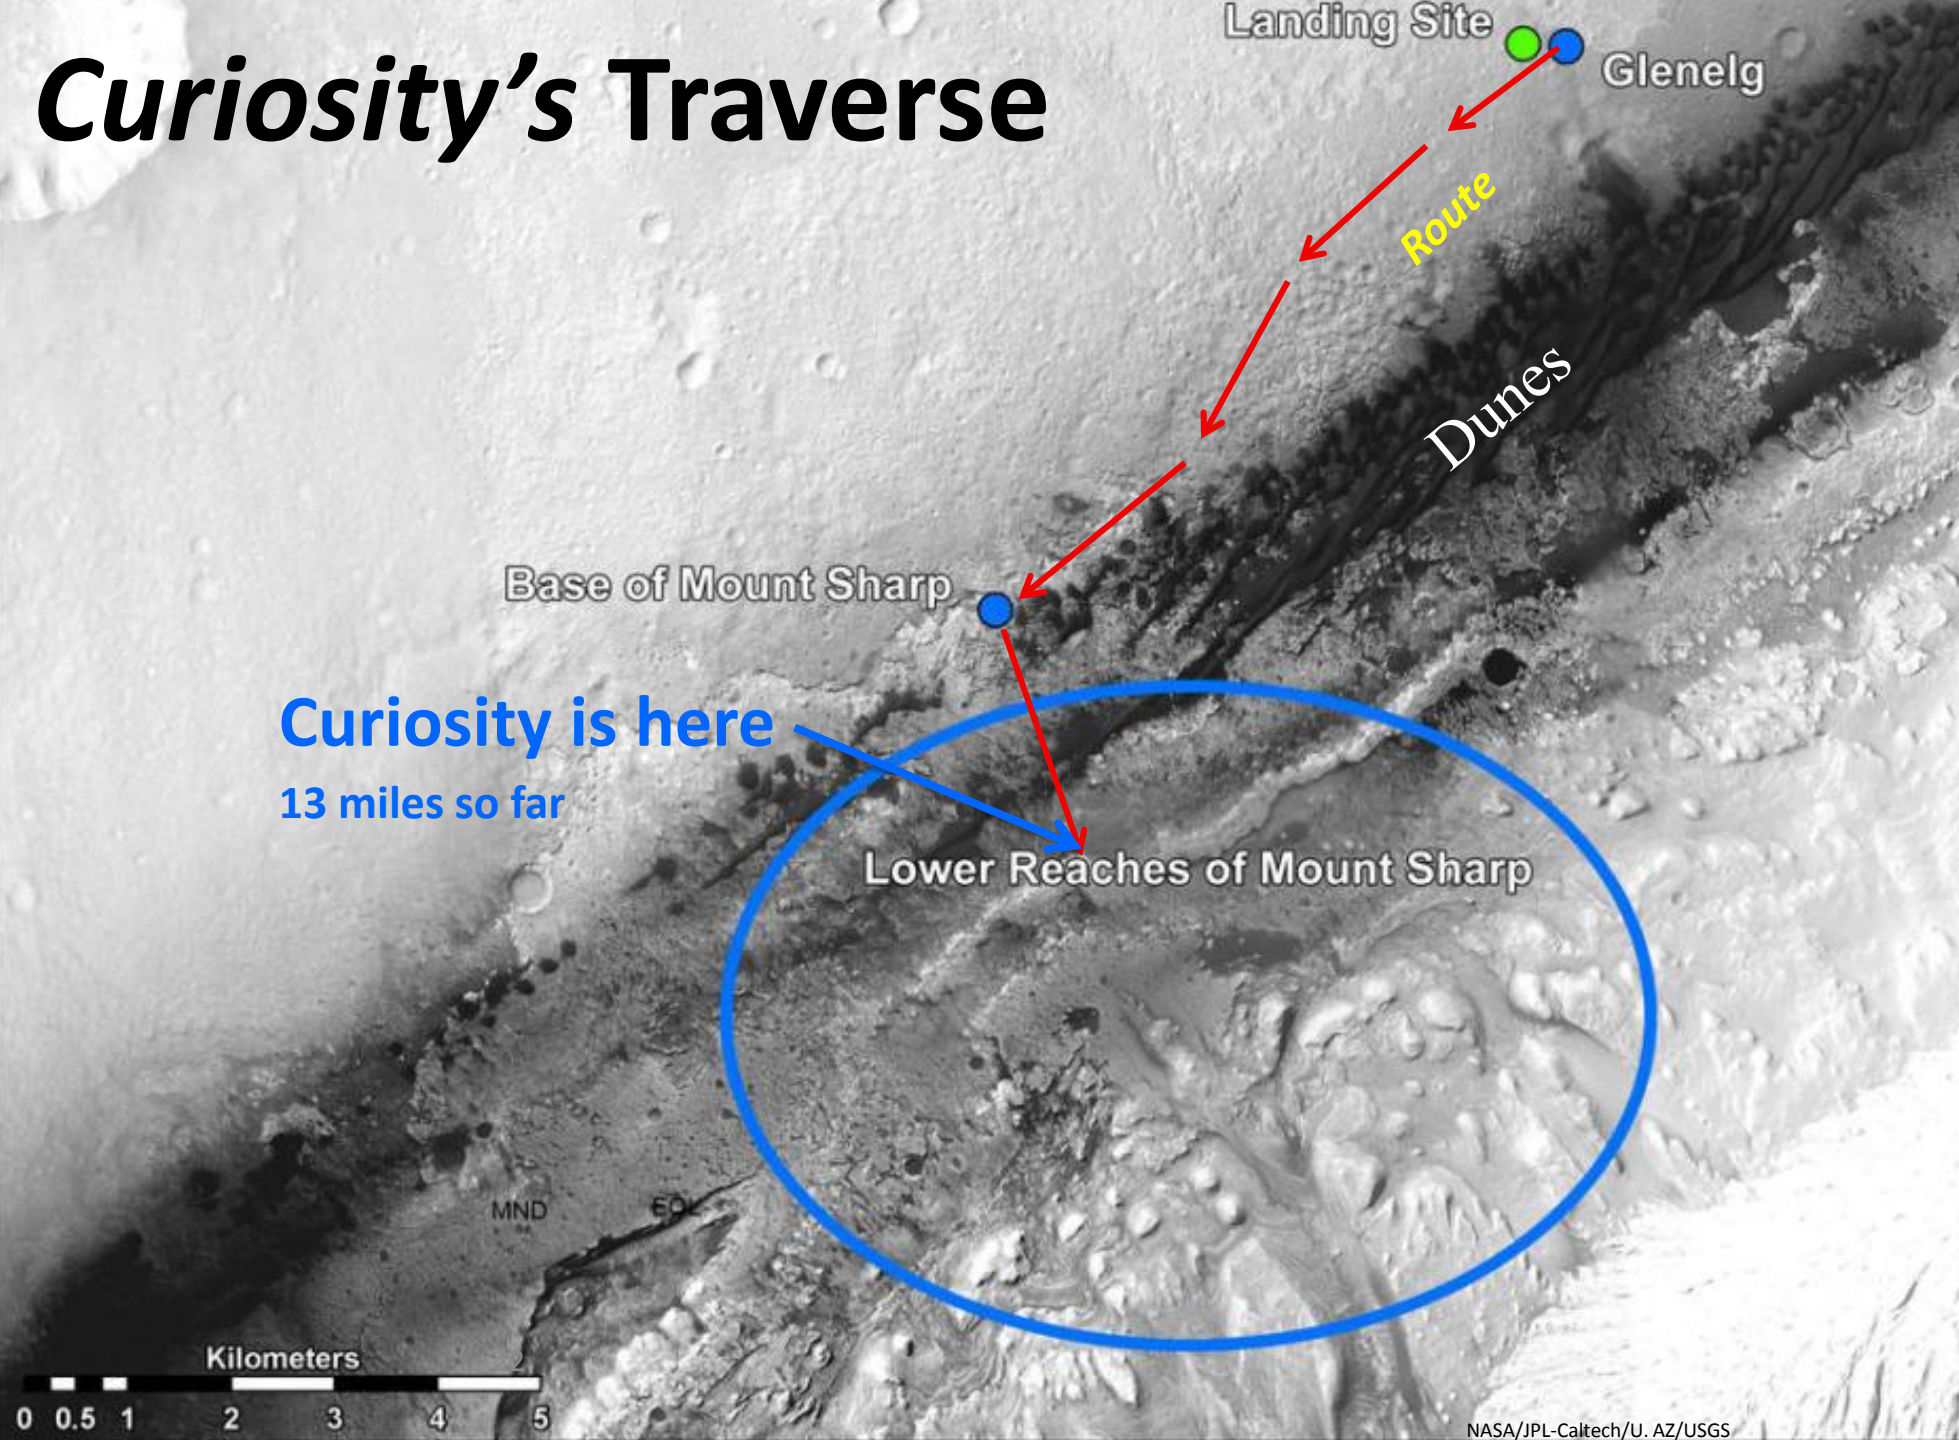 Landing Site
Glenelg
Curiosity’s Traverse
Route
Dunes
Base of Mount Sharp
Curiosity is here
13 miles so far
Lower Reaches of Mount Sharp
MND
EOL
Kilometers
0 0.5 1 2 3 4 5
NASA/JPL-Caltech/U. AZ/USGS